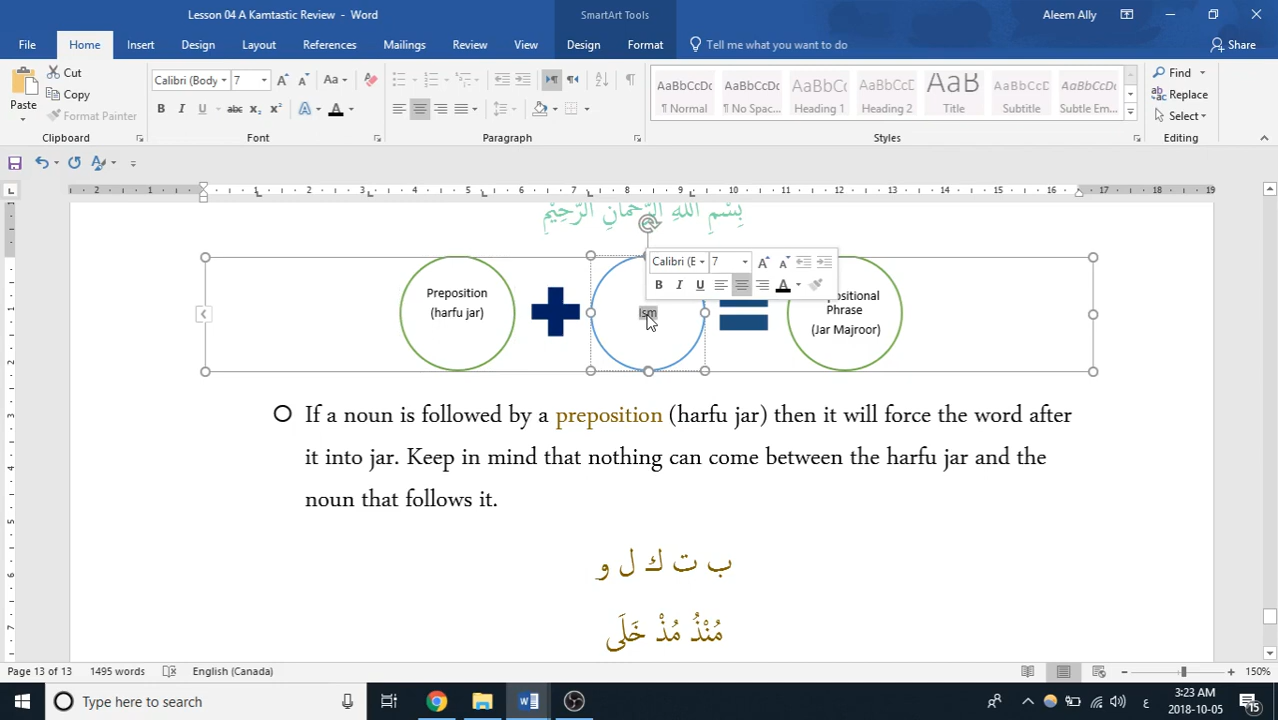 Lesson 04 A Kamtastic Review - Word
SmartArt Tools
Aleem Ally
File Home Insert Design Layout References Mailings Review View Design Format Tell me what you want to do Share
Paste
Cut
Copy
Format Painter
Clipboard
Calibri (Body 7
Font
Paragraph
AaBbCcDc AaBbCcDc AaBbCc AaBbCcD AaB AaBbCcD AaBbCcDc
¶ Normal ¶ No Spac... Heading 1 Heading 2 Title Subtitle Subtle Em...
Styles
Find
Replace
Select
Editing
بِسْمِ اللَّهِ الرَّحْمَانِ الرَّحِيْمِ
Calibri (E 7
Preposition
(harfu jar)
Ism
Phrase
(Jar Majroor)
If a noun is followed by a preposition (harfu jar) then it will force the word after
it into jar. Keep in mind that nothing can come between the harfu jar and the
noun that follows it.
ب ت ك ل و
مُنْذُ مُذْ خَلَى
Page 13 of 13 1495 words English (Canada) 150%
Type here to search
3:23 AM
2018-10-05
15